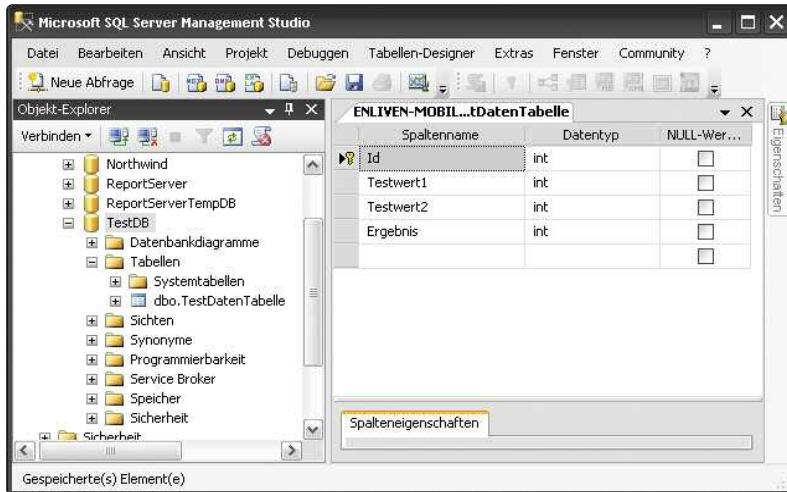 Microsoft SQL Server Management Studio
Datei Bearbeiten Ansicht Projekt Debuggen Tabellen-Designer Extras Fenster Community ?
Neue Abfrage
Objekt-Explorer
Verbinden
Northwind
ReportServer
ReportServerTempDB
TestDB
Datenbankdiagramme
Tabellen
Systemtabellen
dbo.TestDatenTabelle
Sichten
Synonyme
Programmierbarkeit
Service Broker
Speicher
Sicherheit
Sicherheit
ENLIVEN-MOBIL...tDatenTabelle
Spaltenname Datentyp NULL-Wer...
Id int
Testwert1 int
Testwert2 int
Ergebnis int
Spalteneigenschaften
Eigenschaften
Gespeicherte(s) Element(e)